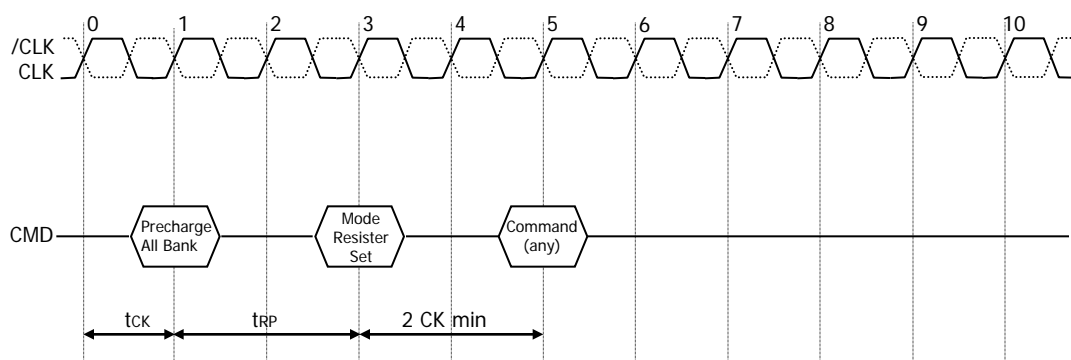 0 1 2 3 4 5 6 7 8 9 10
/CLK
CLK
CMD
Precharge
All Bank
Mode
Resister
Set
Command
(any)
tCK
tRP
2 CK min